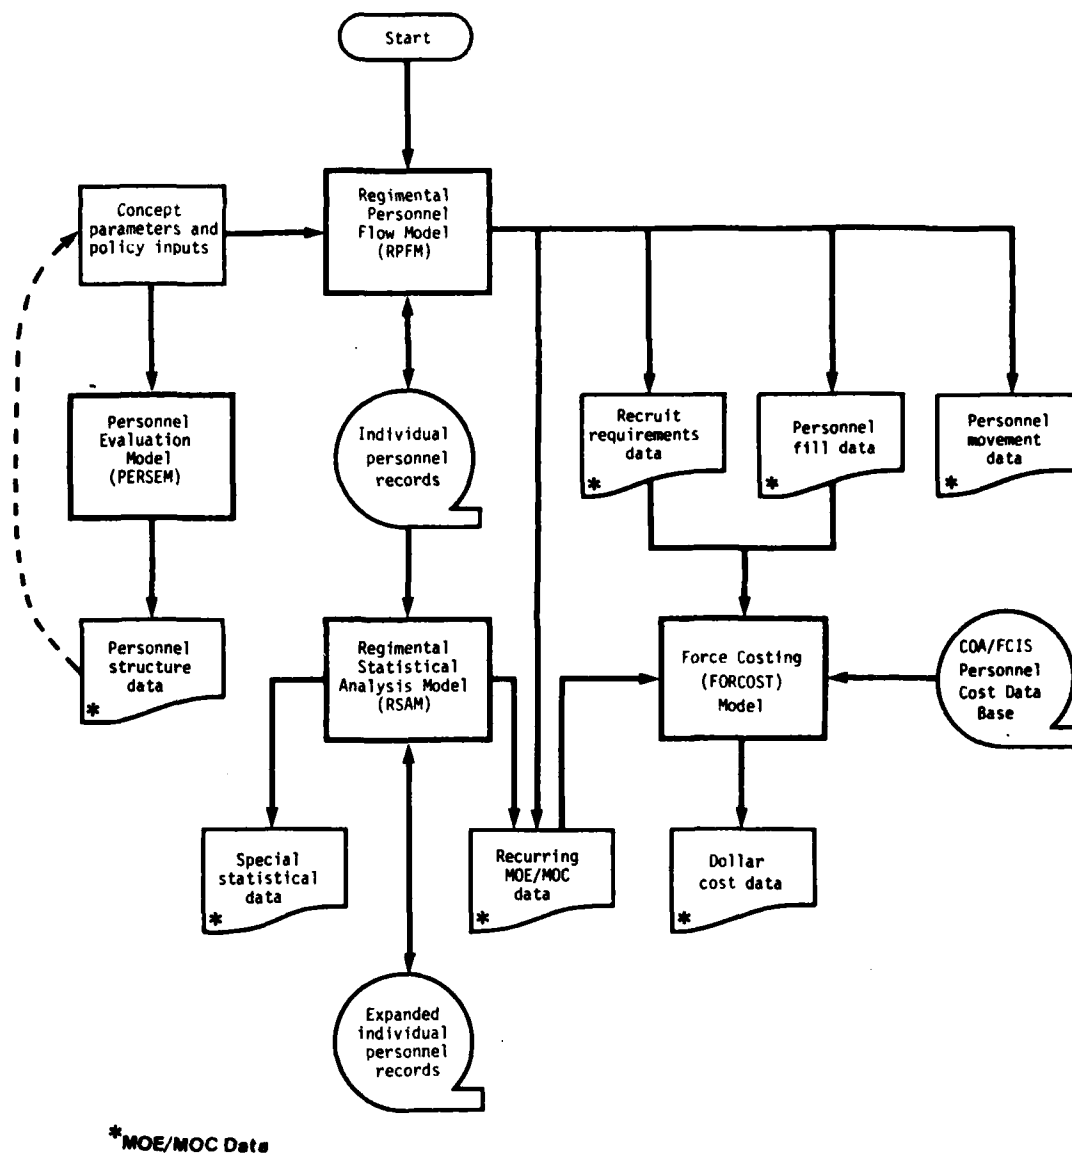 Start
Concept
parameters and
policy inputs
Regimental
Personnel
Flow Model
(RPFM)
Personnel
Evaluation
Model
(PERSEM)
Individual
personnel
records
Recruit
requirements
data
*
Personnel
fill data
*
Personnel
movement
data
*
Personnel
structure
data
*
Regimental
Statistical
Analysis Model
(RSAM)
Force Costing
(FORCOST)
Model
COA/FCIS
Personnel
Cost Data
Base
Special
statistical
data
*
Recurring
MOE/MOC
data
*
Dollar
cost data
*
Expanded
individual
personnel
records
*MOE/MOC Data